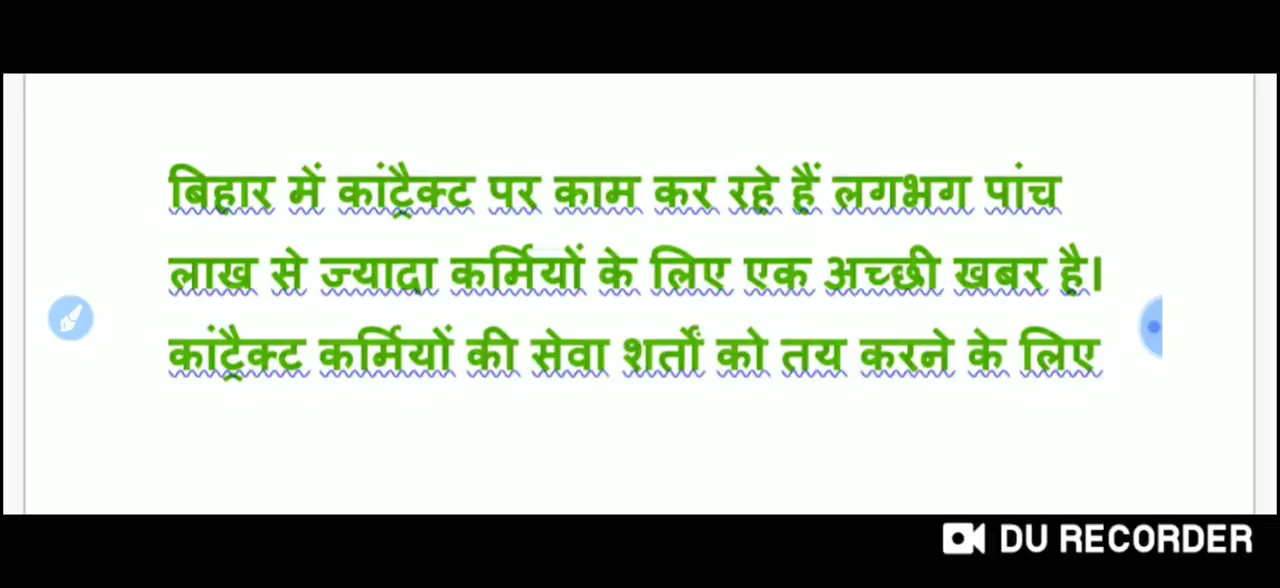 बिहार में कांट्रैक्ट पर काम कर रहे हैं लगभग पांच
लाख से ज्यादा कर्मियों के लिए एक अच्छी खबर है।
कांट्रैक्ट कर्मियों की सेवा शर्तों को तय करने के लिए
DU RECORDER